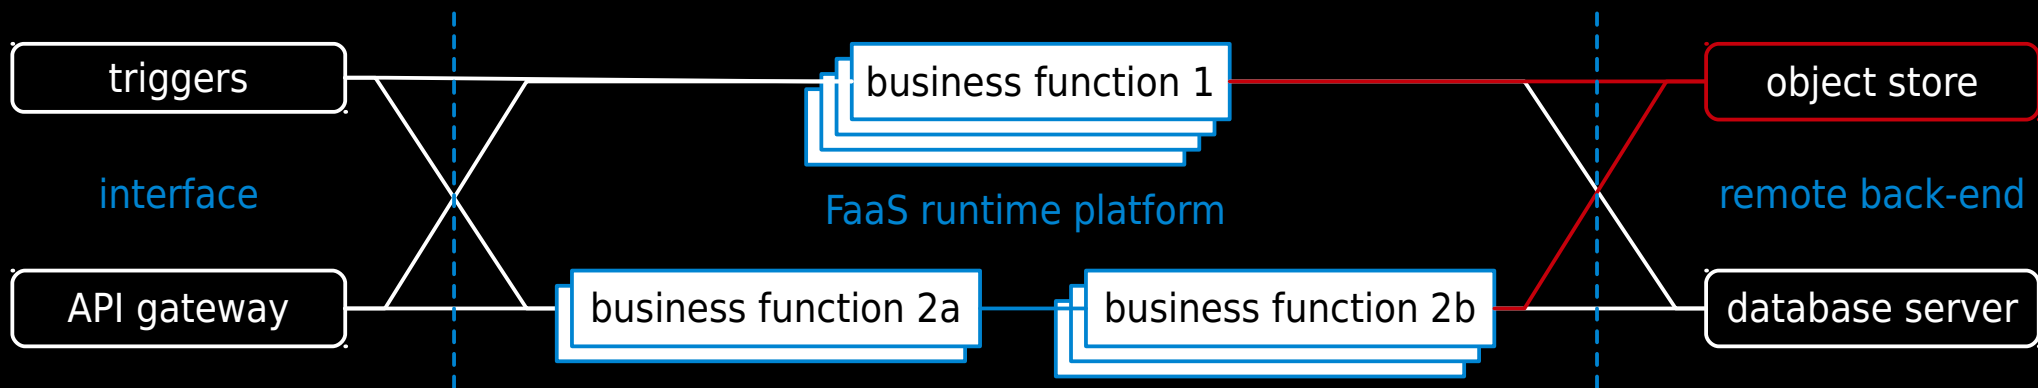 triggers
business function 1
object store
interface
FaaS runtime platform
remote back-end
API gateway
business function 2a
business function 2b
database server